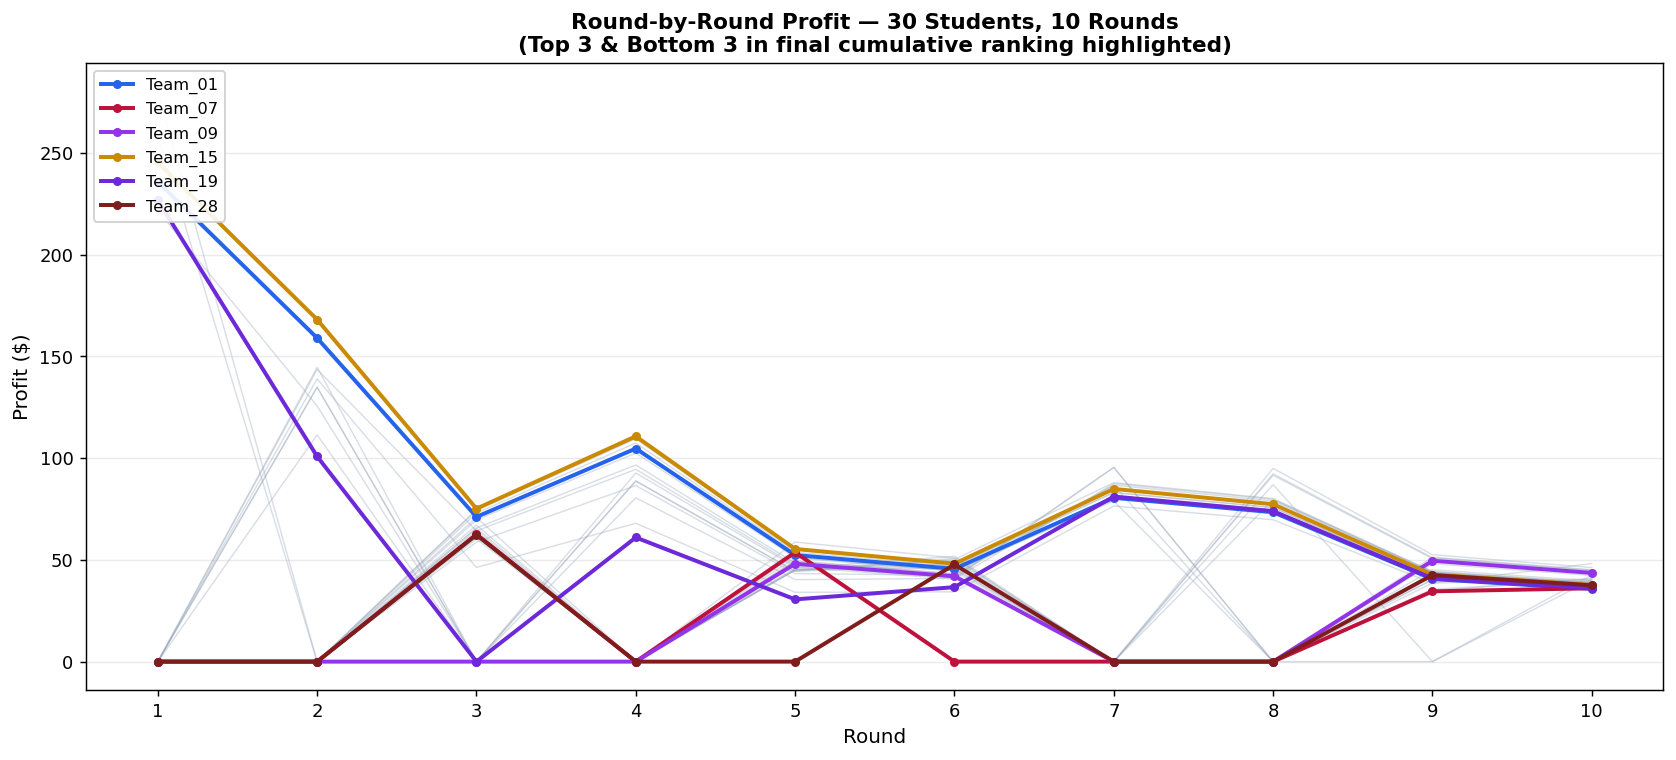 Round-by-Round Profit — 30 Students, 10 Rounds
(Top 3 & Bottom 3 in final cumulative ranking highlighted)
Team_01
Team_07
Team_09
Team_15
Team_19
Team_28
Profit ($)
250
200
150
100
50
0
1 2 3 4 5 6 7 8 9 10
Round